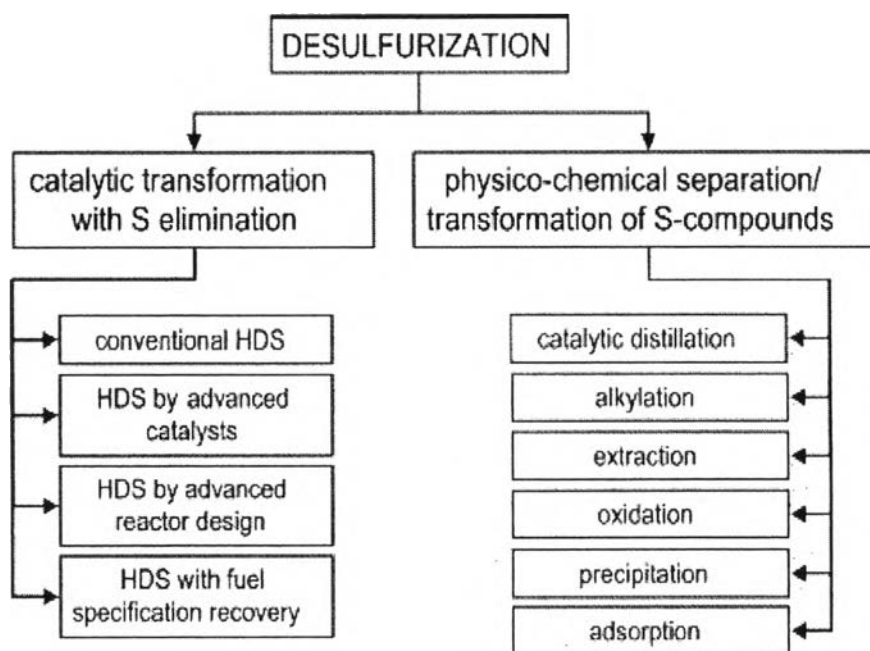 DESULFURIZATION
catalytic transformation
with S elimination
physico-chemical separation/
transformation of S-compounds
conventional HDS
HDS by advanced
catalysts
HDS by advanced
reactor design
HDS with fuel
specification recovery
catalytic distillation
alkylation
extraction
oxidation
precipitation
adsorption